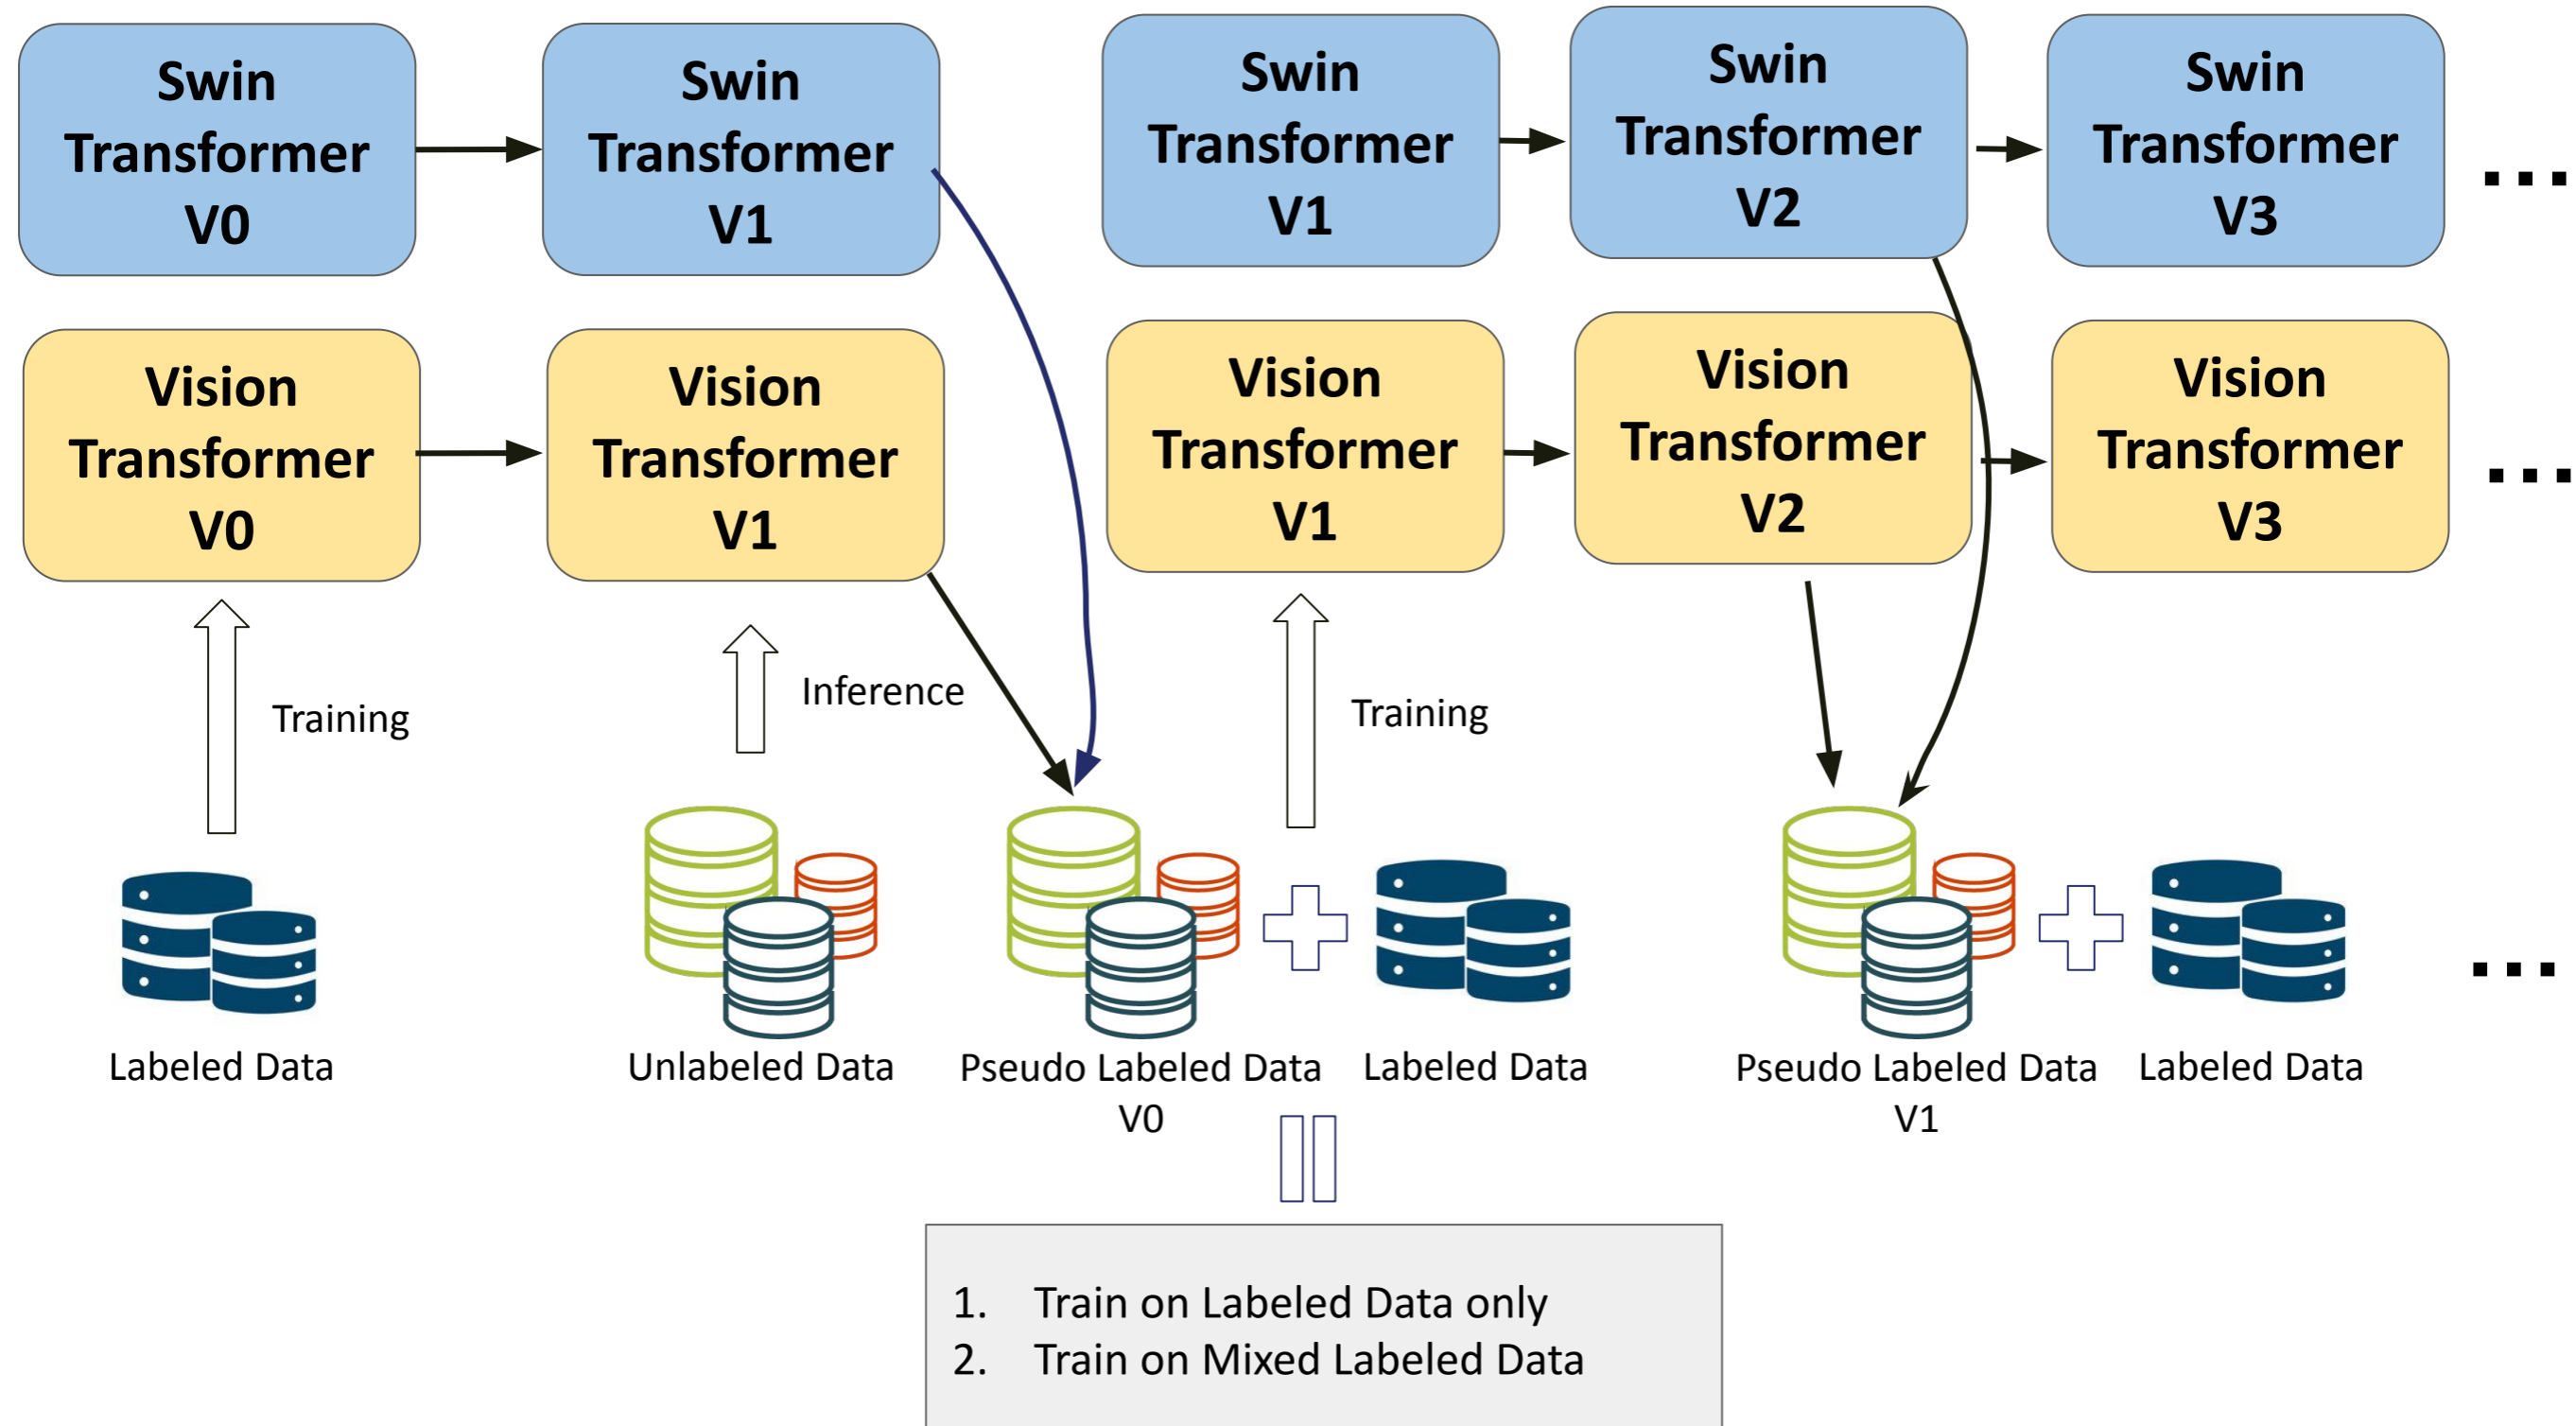 Swin
Transformer
V0
Swin
Transformer
V1
Swin
Transformer
V1
Swin
Transformer
V2
Swin
Transformer
V3
...
Vision
Transformer
V0
Vision
Transformer
V1
Vision
Transformer
V1
Vision
Transformer
V2
Vision
Transformer
V3
...
Training
Inference
Training
...
Labeled Data
Unlabeled Data
Pseudo Labeled Data
V0
Labeled Data
Pseudo Labeled Data
V1
Labeled Data
1. Train on Labeled Data only
2. Train on Mixed Labeled Data